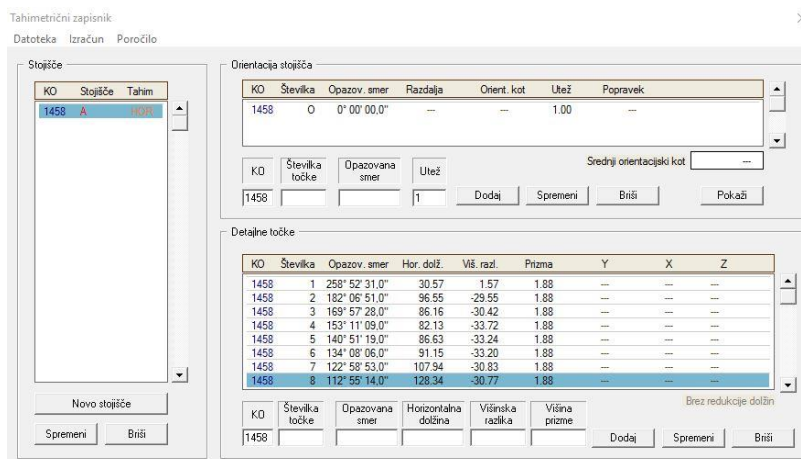 Tahimetrični zapisnik
Datoteka Izračun Poročilo
Stojišče
KO Stojišče Tahim
1458 A HOR
Novo stojišče
Spremeni Briši
Orientacija stojišča
KO Številka Opazov. smer Razdalja Orient. kot Utež Popravek
1458 O 0° 00' 00,0" --- --- 1.00 ---
Srednji orientacijski kot ---
KO Številka točke Opazovana smer Utež
1458 1 Dodaj Spremeni Briši Pokaži
Detajlne točke
KO Številka Opazov. smer Hor. dolž. Viš. razl. Prizma Y X Z
1458 1 258° 52' 31,0" 30.57 1.57 1.88 --- --- ---
1458 2 182° 06' 51,0" 96.55 -29.55 1.88 --- --- ---
1458 3 169° 57' 28,0" 86.16 -30.42 1.88 --- --- ---
1458 4 153° 11' 09,0" 82.13 -33.72 1.88 --- --- ---
1458 5 140° 51' 19,0" 86.63 -33.24 1.88 --- --- ---
1458 6 134° 08' 06,0" 91.15 -33.20 1.88 --- --- ---
1458 7 122° 58' 53,0" 107.94 -30.83 1.88 --- --- ---
1458 8 112° 55' 14,0" 128.34 -30.77 1.88 --- --- ---
Brez redukcije dolžin
KO Številka točke Opazovana smer Horizontalna dolžina Višinska razlika Višina prizme
1458 Dodaj Spremeni Briši